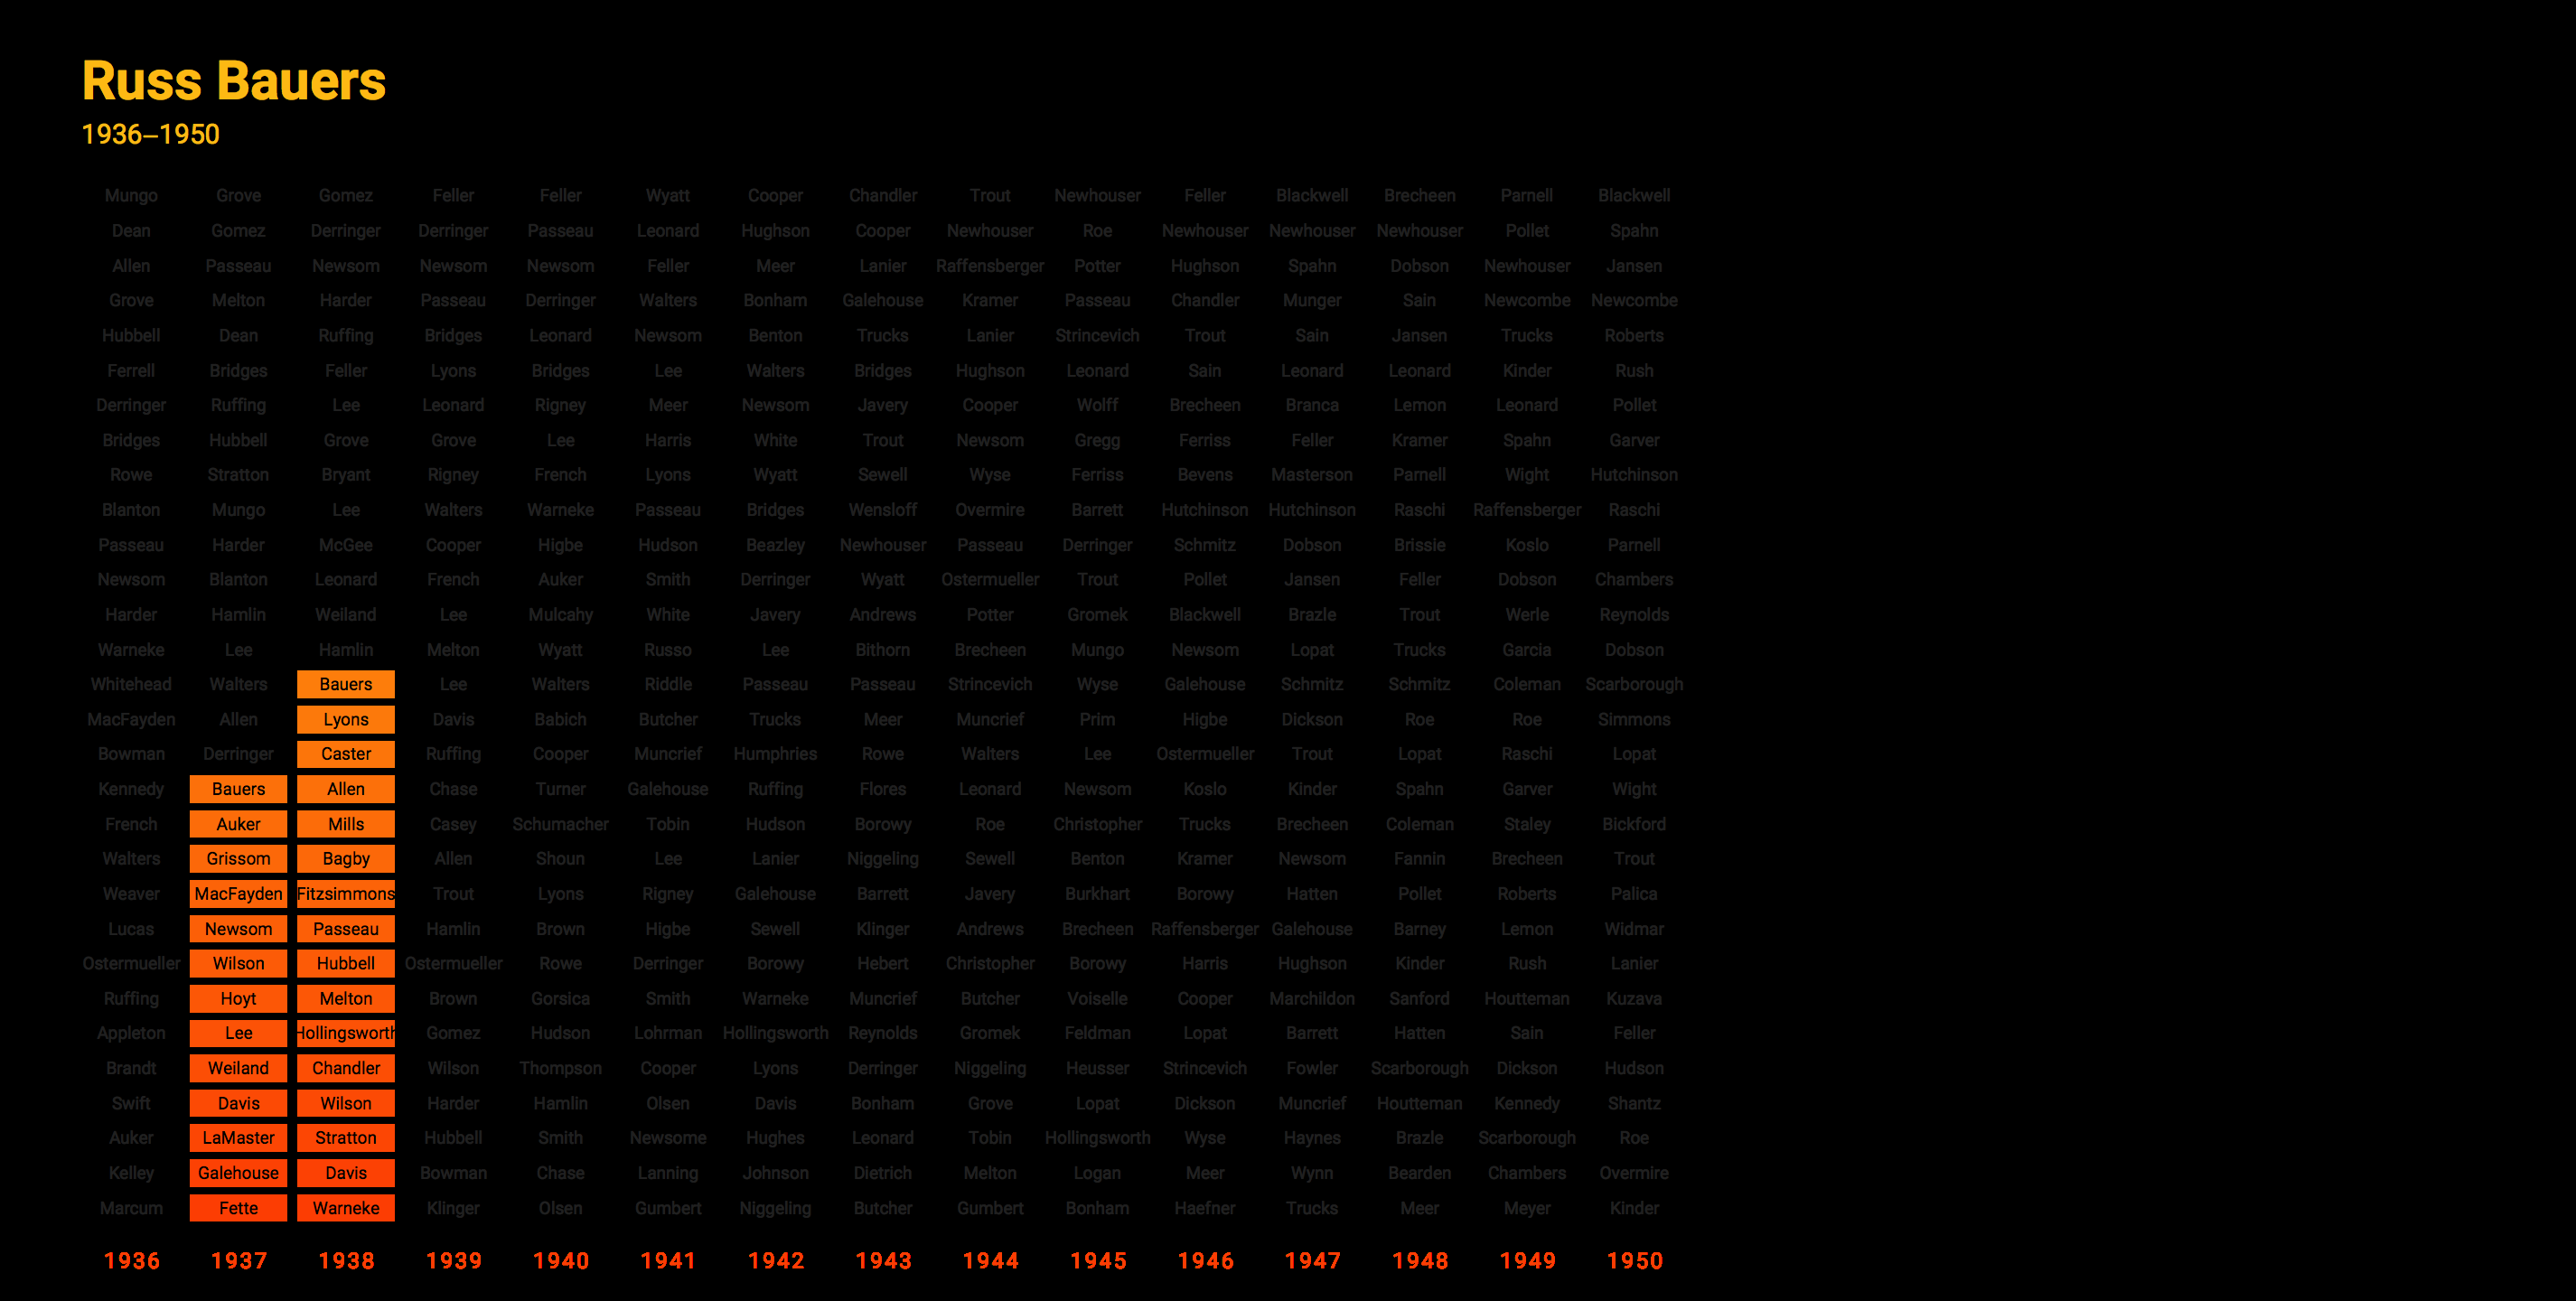 Russ Bauers
1936–1950
Mungo Grove Gomez Feller Feller Wyatt Cooper Chandler Trout Newhouser Feller Blackwell Brecheen Parnell Blackwell
Dean Gomez Derringer Derringer Passeau Leonard Hughson Cooper Newhouser Roe Newhouser Newhouser Newhouser Pollet Spahn
Allen Passeau Newsom Newsom Newsom Feller Meer Lanier Raffensberger Potter Hughson Spahn Dobson Newhouser Jansen
Grove Melton Harder Passeau Derringer Walters Bonham Galehouse Kramer Passeau Chandler Munger Sain Newcombe Newcombe
Hubbell Dean Ruffing Bridges Leonard Newsom Benton Trucks Lanier Strincevich Trout Sain Jansen Trucks Roberts
Ferrell Bridges Feller Lyons Bridges Lee Walters Bridges Hughson Leonard Sain Leonard Leonard Kinder Rush
Derringer Ruffing Lee Leonard Rigney Meer Newsom Javery Cooper Wolff Brecheen Branca Lemon Leonard Pollet
Bridges Hubbell Grove Grove Lee Harris White Trout Newsom Gregg Ferriss Feller Kramer Spahn Garver
Rowe Stratton Bryant Rigney French Lyons Wyatt Sewell Wyse Ferriss Bevens Masterson Parnell Wight Hutchinson
Blanton Mungo Lee Walters Warneke Passeau Bridges Wensloff Overmire Barrett Hutchinson Hutchinson Raschi Raffensberger Raschi
Passeau Harder McGee Cooper Higbe Hudson Beazley Newhouser Passeau Derringer Schmitz Dobson Brissie Koslo Parnell
Newsom Blanton Leonard French Auker Smith Derringer Wyatt Ostermueller Trout Pollet Jansen Feller Dobson Chambers
Harder Hamlin Weiland Lee Mulcahy White Javery Andrews Potter Gromek Blackwell Brazle Trout Werle Reynolds
Warneke Lee Hamlin Melton Wyatt Russo Lee Bithorn Brecheen Mungo Newsom Lopat Trucks Garcia Dobson
Whitehead Walters Bauers Lee Walters Riddle Passeau Passeau Strincevich Wyse Galehouse Schmitz Schmitz Coleman Scarborough
MacFayden Allen Lyons Davis Babich Butcher Trucks Meer Muncrief Prim Higbe Dickson Roe Roe Simmons
Bowman Derringer Caster Ruffing Cooper Muncrief Humphries Rowe Walters Lee Ostermueller Trout Lopat Raschi Lopat
Kennedy Bauers Allen Chase Turner Galehouse Ruffing Flores Leonard Newsom Koslo Kinder Spahn Garver Wight
French Auker Mills Casey Schumacher Tobin Hudson Borowy Roe Christopher Trucks Brecheen Coleman Staley Bickford
Walters Grissom Bagby Allen Shoun Lee Lanier Niggeling Sewell Benton Kramer Newsom Fannin Brecheen Trout
Weaver MacFayden Fitzsimmons Trout Lyons Rigney Galehouse Barrett Javery Burkhart Borowy Hatten Pollet Roberts Palica
Lucas Newsom Passeau Hamlin Brown Higbe Sewell Klinger Andrews Brecheen Raffensberger Galehouse Barney Lemon Widmar
Ostermueller Wilson Hubbell Ostermueller Rowe Derringer Borowy Hebert Christopher Borowy Harris Hughson Kinder Rush Lanier
Ruffing Hoyt Melton Brown Gorsica Smith Warneke Muncrief Butcher Voiselle Cooper Marchildon Sanford Houtteman Kuzava
Appleton Lee Hollingsworth Gomez Hudson Lohrman Hollingsworth Reynolds Gromek Feldman Lopat Barrett Hatten Sain Feller
Brandt Weiland Chandler Wilson Thompson Cooper Lyons Derringer Niggeling Heusser Strincevich Fowler Scarborough Dickson Hudson
Swift Davis Wilson Harder Hamlin Olsen Davis Bonham Grove Lopat Dickson Muncrief Houtteman Kennedy Shantz
Auker LaMaster Stratton Hubbell Smith Newsome Hughes Leonard Tobin Hollingsworth Wyse Haynes Brazle Scarborough Roe
Kelley Galehouse Davis Bowman Chase Lanning Johnson Dietrich Melton Logan Meer Wynn Bearden Chambers Overmire
Marcum Fette Warneke Klinger Olsen Gumbert Niggeling Butcher Gumbert Bonham Haefner Trucks Meer Meyer Kinder
1936 1937 1938 1939 1940 1941 1942 1943 1944 1945 1946 1947 1948 1949 1950